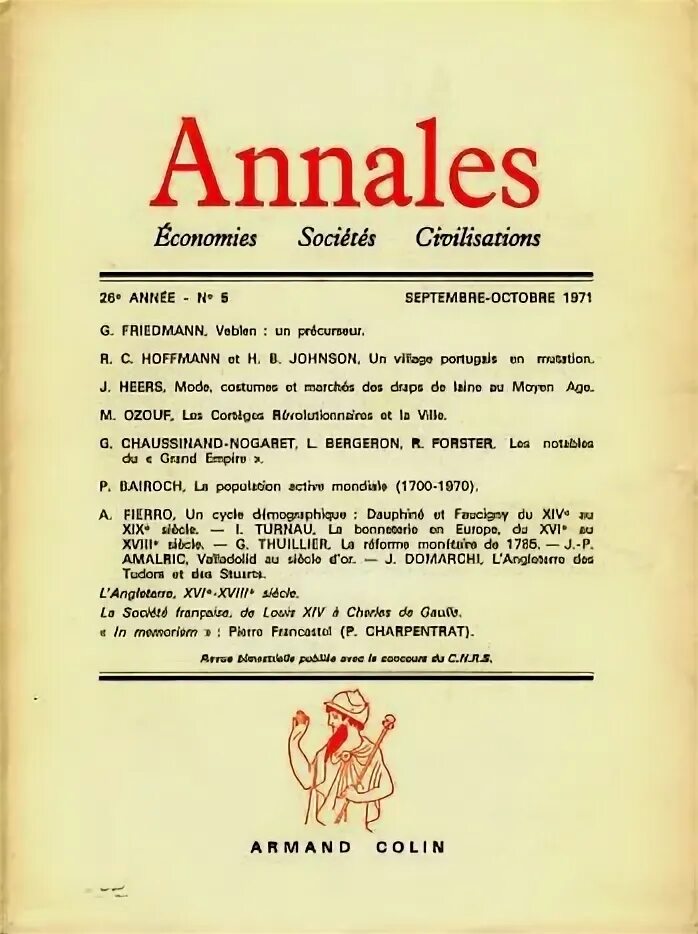 Annales
Économies Sociétés Civilisations
26e ANNÉE - No 5 SEPTEMBRE-OCTOBRE 1971
G. FRIEDMANN, Veblen : un précurseur.
R. C. HOFFMANN et H. B. JOHNSON, Un village portugais en mutation.
J. HEERS, Mode, costumes et marchés des draps de laine au Moyen Age.
M. OZOUF, Les Cortèges Révolutionnaires et la Ville.
G. CHAUSSINAND-NOGARET, L. BERGERON, R. FORSTER, Les notables
du « Grand Empire ».
P. BAIROCH, La population active mondiale (1700-1970).
A. FIERRO, Un cycle démographique : Dauphiné et Faucigny du XIVe au
XIXe siècle. — I. TURNAU, La bonneterie en Europe, du XVIe au
XVIIIe siècle. — G. THUILLIER, La réforme monétaire de 1785. — J.-P.
AMALRIC, Valladolid au siècle d'or. — J. DOMARCHI, L'Angleterre des
Tudors et des Stuarts.
L'Angleterre, XVIe-XVIIIe siècle.
La Société française, de Louis XIV à Charles de Gaulle.
« In memoriam » : Pierre Francastel (P. CHARPENTRAT).
Revue bimestrielle publiée avec le concours du C.N.R.S.
ARMAND COLIN